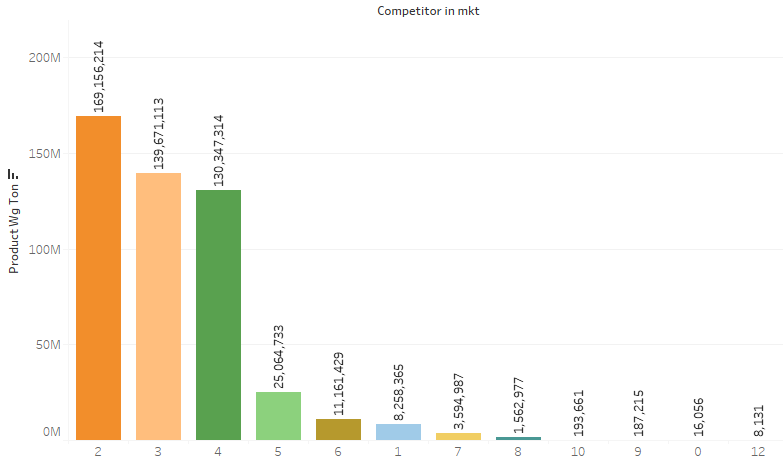 Competitor in mkt
Product Wg Ton
200M
150M
100M
50M
0M
169,156,214
139,671,113
130,347,314
25,064,733
11,161,429
8,258,365
3,594,987
1,562,977
193,661
187,215
16,056
8,131
2 3 4 5 6 1 7 8 10 9 0 12